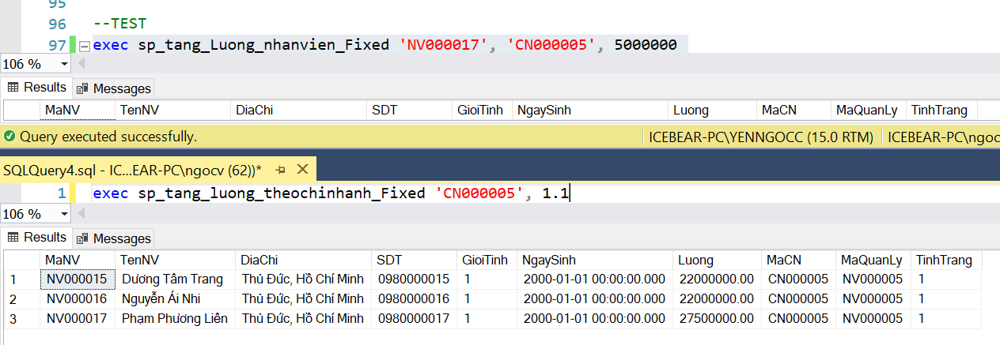 95
96 --TEST
97 exec sp_tang_Luong_nhanvien_Fixed 'NV000017', 'CN000005', 5000000
106 %
Results Messages
MaNV TenNV DiaChi SDT GioiTinh NgaySinh Luong MaCN MaQuanLy TinhTrang
Query executed successfully. ICEBEAR-PC\YENNGOCC (15.0 RTM) ICEBEAR-PC\ngoc
SQLQuery4.sql - IC...EAR-PC\ngocv (62))*
1 exec sp_tang_luong_theochinhanh_Fixed 'CN000005', 1.1
106 %
Results Messages
MaNV TenNV DiaChi SDT GioiTinh NgaySinh Luong MaCN MaQuanLy TinhTrang
1 NV000015 Dương Tâm Trang Thủ Đức, Hồ Chí Minh 0980000015 1 2000-01-01 00:00:00.000 22000000.00 CN000005 NV000005 1
2 NV000016 Nguyễn Ái Nhi Thủ Đức, Hồ Chí Minh 0980000016 1 2000-01-01 00:00:00.000 22000000.00 CN000005 NV000005 1
3 NV000017 Phạm Phương Liên Thủ Đức, Hồ Chí Minh 0980000017 1 2000-01-01 00:00:00.000 27500000.00 CN000005 NV000005 1